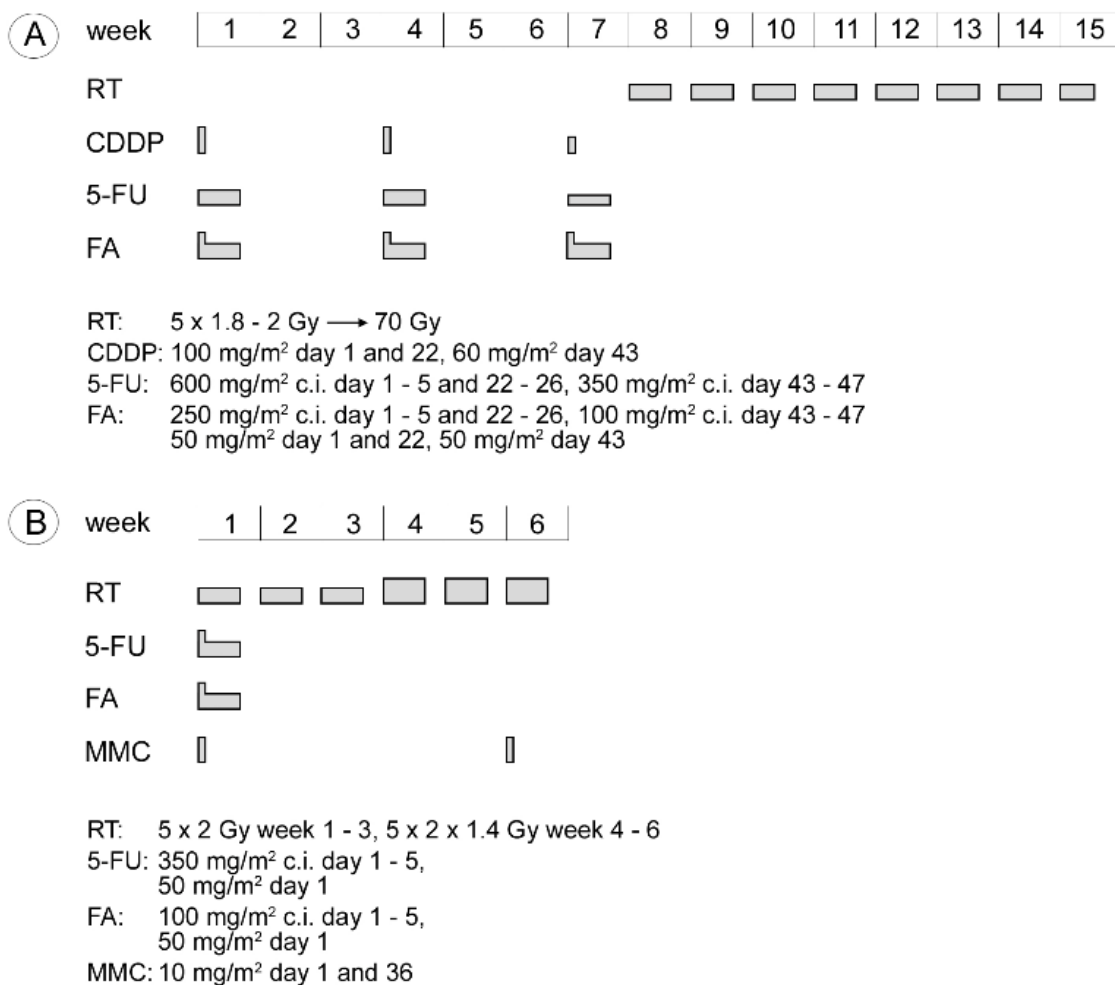 A week 1 2 3 4 5 6 7 8 9 10 11 12 13 14 15
RT
CDDP
5-FU
FA
RT: 5 x 1.8 - 2 Gy → 70 Gy
CDDP: 100 mg/m² day 1 and 22, 60 mg/m² day 43
5-FU: 600 mg/m² c.i. day 1 - 5 and 22 - 26, 350 mg/m² c.i. day 43 - 47
FA: 250 mg/m² c.i. day 1 - 5 and 22 - 26, 100 mg/m² c.i. day 43 - 47
50 mg/m² day 1 and 22, 50 mg/m² day 43
B week 1 2 3 4 5 6
RT
5-FU
FA
MMC
RT: 5 x 2 Gy week 1 - 3, 5 x 2 x 1.4 Gy week 4 - 6
5-FU: 350 mg/m² c.i. day 1 - 5,
50 mg/m² day 1
FA: 100 mg/m² c.i. day 1 - 5,
50 mg/m² day 1
MMC: 10 mg/m² day 1 and 36